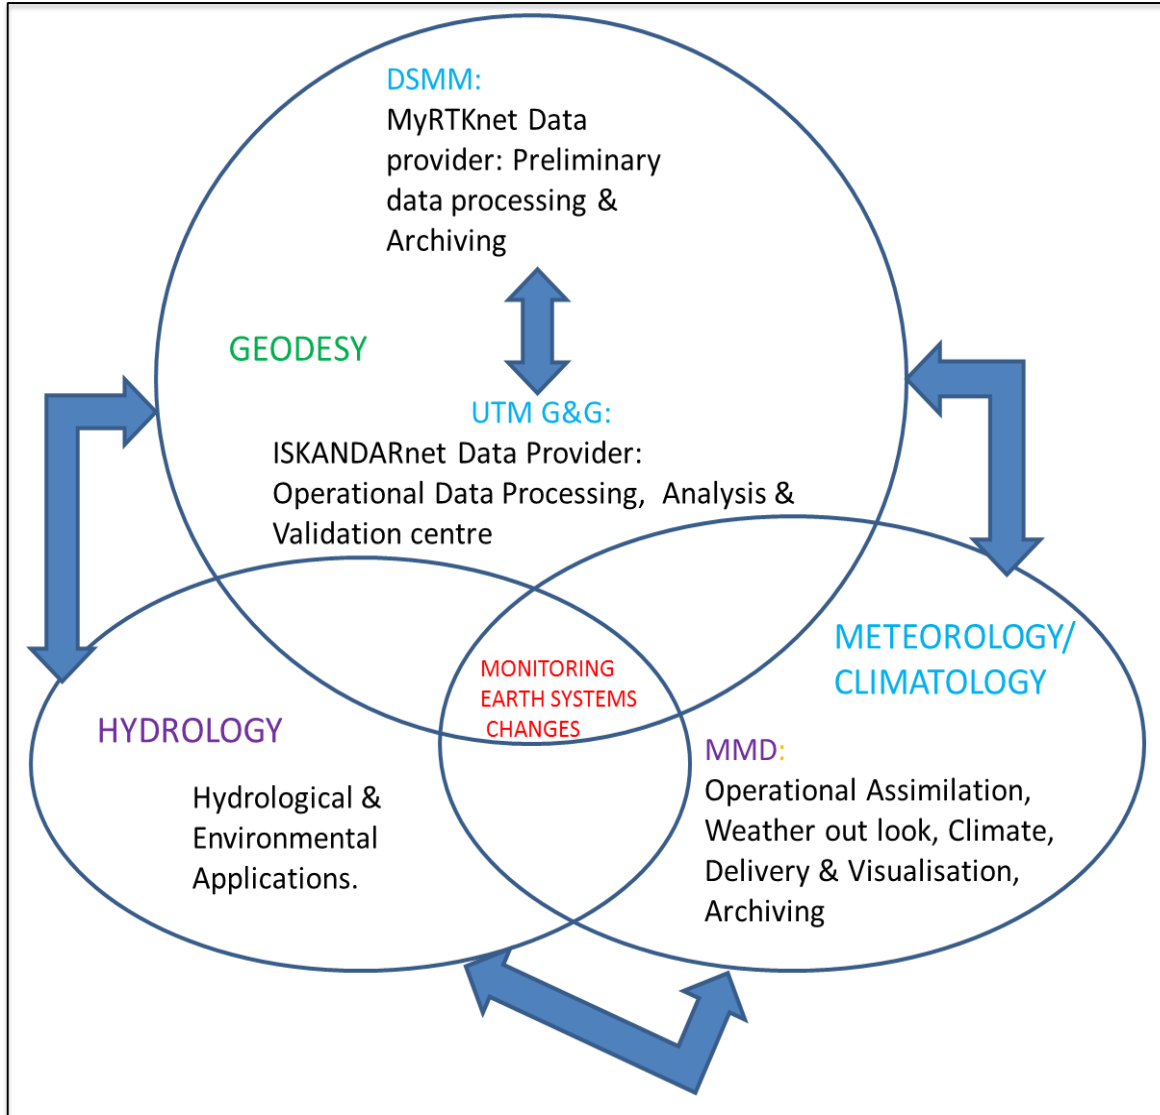 DSMM:
MyRTKnet Data
provider: Preliminary
data processing &
Archiving
GEODESY
UTM G&G:
ISKANDARnet Data Provider:
Operational Data Processing, Analysis &
Validation centre
MONITORING
EARTH SYSTEMS
CHANGES
HYDROLOGY
Hydrological &
Environmental
Applications.
METEOROLOGY/
CLIMATOLOGY
MMD:
Operational Assimilation,
Weather out look, Climate,
Delivery & Visualisation,
Archiving